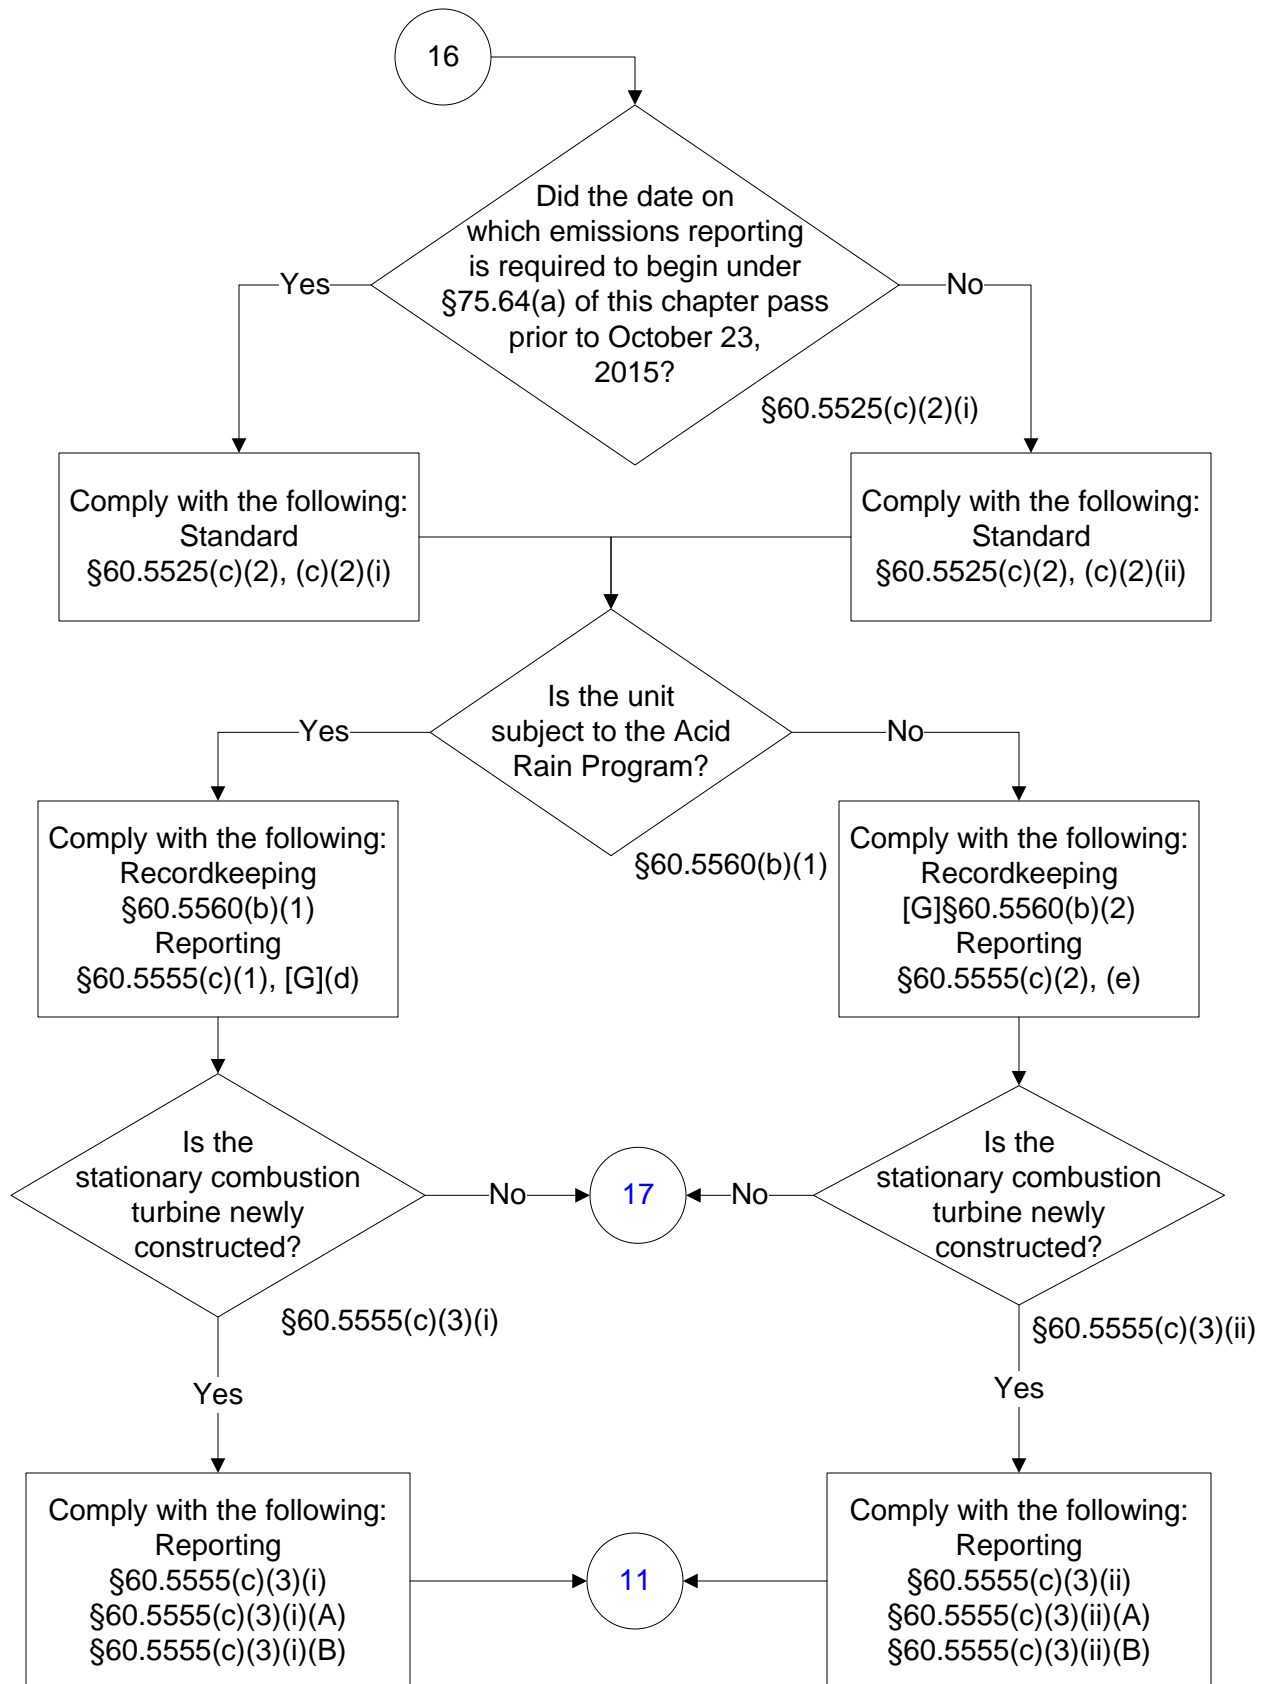 16
Did the date on
which emissions reporting
is required to begin under
§75.64(a) of this chapter pass
prior to October 23,
2015?
Yes
No
§60.5525(c)(2)(i)
Comply with the following:
Standard
§60.5525(c)(2), (c)(2)(i)
Comply with the following:
Standard
§60.5525(c)(2), (c)(2)(ii)
Is the unit
subject to the Acid
Rain Program?
Yes
No
§60.5560(b)(1)
Comply with the following:
Recordkeeping
§60.5560(b)(1)
Reporting
§60.5555(c)(1), [G](d)
Comply with the following:
Recordkeeping
[G]§60.5560(b)(2)
Reporting
§60.5555(c)(2), (e)
Is the
stationary combustion
turbine newly
constructed?
No
17
No
Is the
stationary combustion
turbine newly
constructed?
§60.5555(c)(3)(i)
§60.5555(c)(3)(ii)
Yes
Yes
Comply with the following:
Reporting
§60.5555(c)(3)(i)
§60.5555(c)(3)(i)(A)
§60.5555(c)(3)(i)(B)
11
Comply with the following:
Reporting
§60.5555(c)(3)(ii)
§60.5555(c)(3)(ii)(A)
§60.5555(c)(3)(ii)(B)